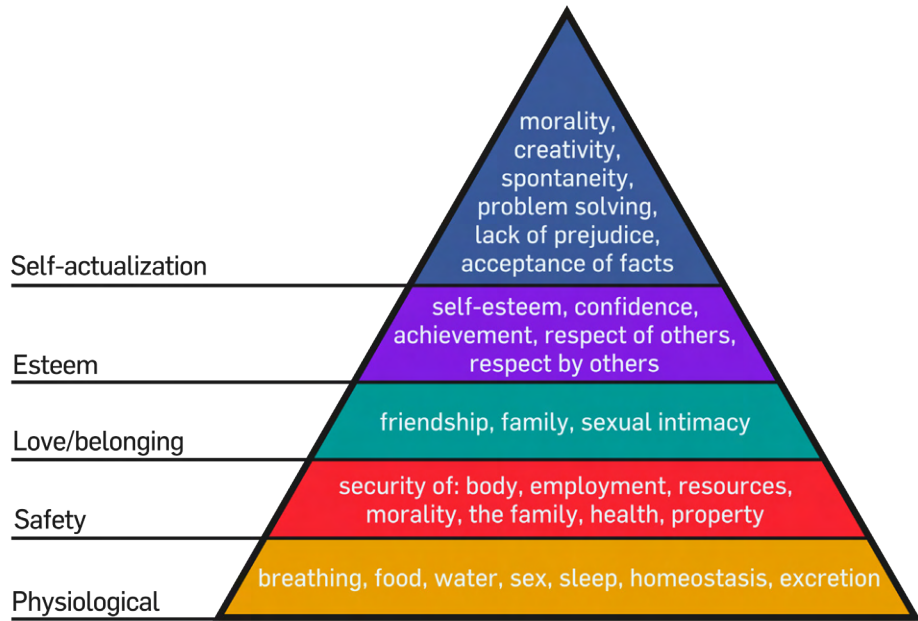 morality,
creativity,
spontaneity,
problem solving,
lack of prejudice,
acceptance of facts
Self-actualization
self-esteem, confidence,
achievement, respect of others,
respect by others
Esteem
friendship, family, sexual intimacy
Love/belonging
security of: body, employment, resources,
morality, the family, health, property
Safety
breathing, food, water, sex, sleep, homeostasis, excretion
Physiological